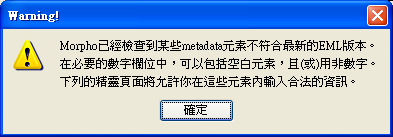 Warning!
Morpho已經檢查到某些metadata元素不符合最新的EML版本。
在必要的數字欄位中，可以包括空白元素，且(或)用非數字。
下列的精靈頁面將允許你在這些元素內輸入合法的資訊。
確定